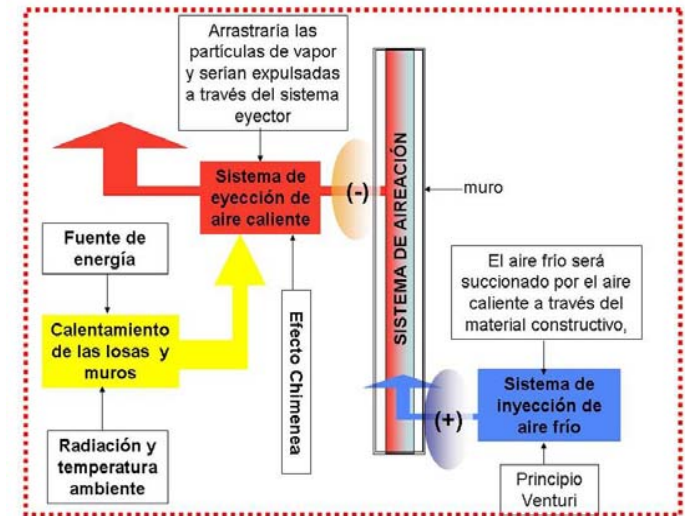 Arrastraria las
partículas de vapor
y serían expulsadas
a través del sistema
eyector
Sistema de
eyección de
aire caliente
(-)
SISTEMA DE AIREACIÓN
muro
Fuente de
energía
Calentamiento
de las losas y
muros
Radiación y
temperatura
ambiente
Efecto Chimenea
El aire frío será
succionado por el aire
caliente a través del
material constructivo,
(+)
Sistema de
inyección de
aire frío
Principio
Venturi